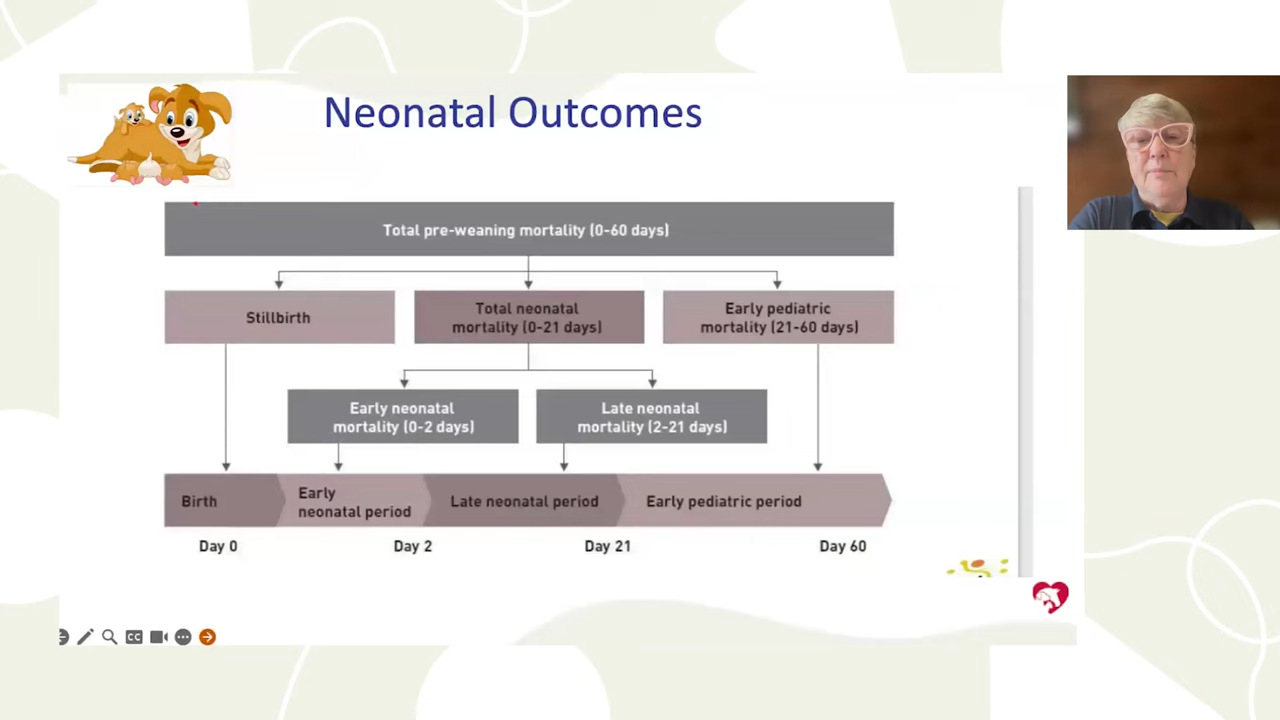 Neonatal Outcomes
Total pre-weaning mortality (0-60 days)
Stillbirth
Total neonatal
mortality (0-21 days)
Early pediatric
mortality (21-60 days)
Early neonatal
mortality (0-2 days)
Late neonatal
mortality (2-21 days)
Birth
Early
neonatal period
Late neonatal period
Early pediatric period
Day 0
Day 2
Day 21
Day 60
CC